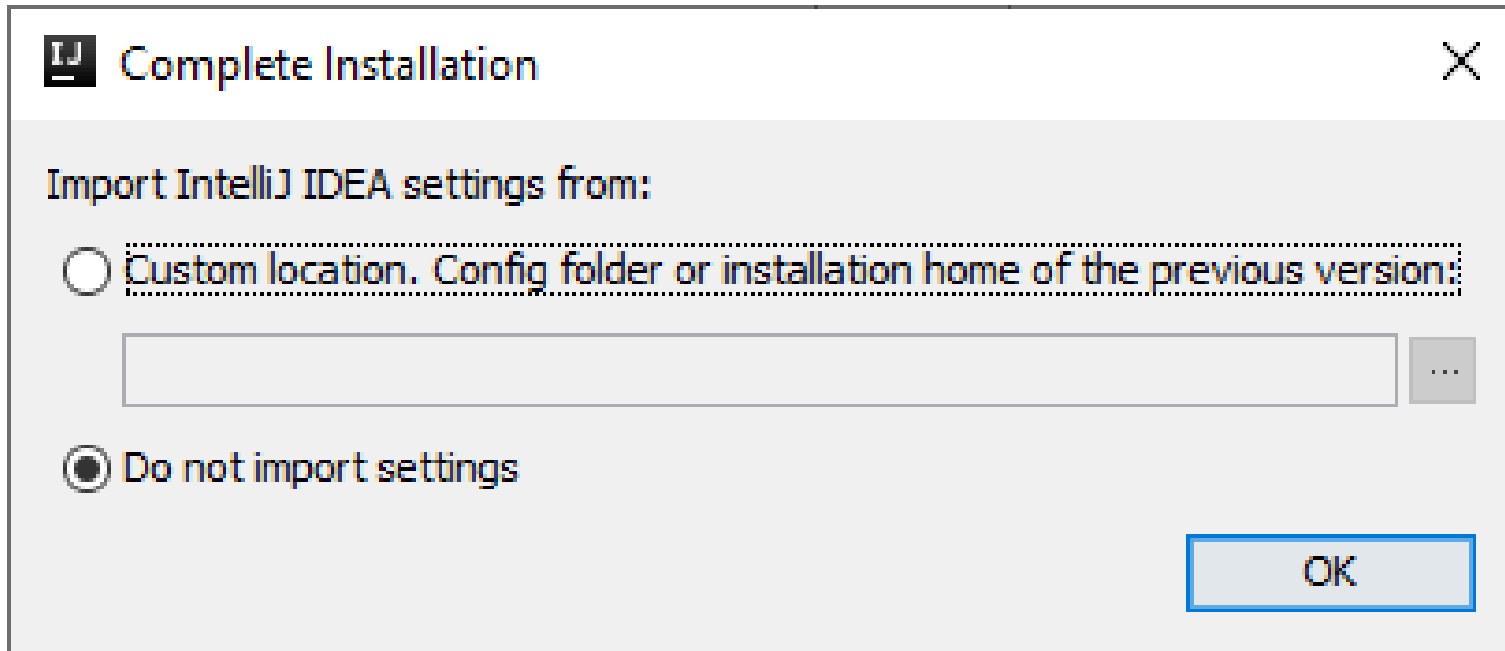 IJ Complete Installation
Import IntelliJ IDEA settings from:
Custom location. Config folder or installation home of the previous version:
...
Do not import settings
OK